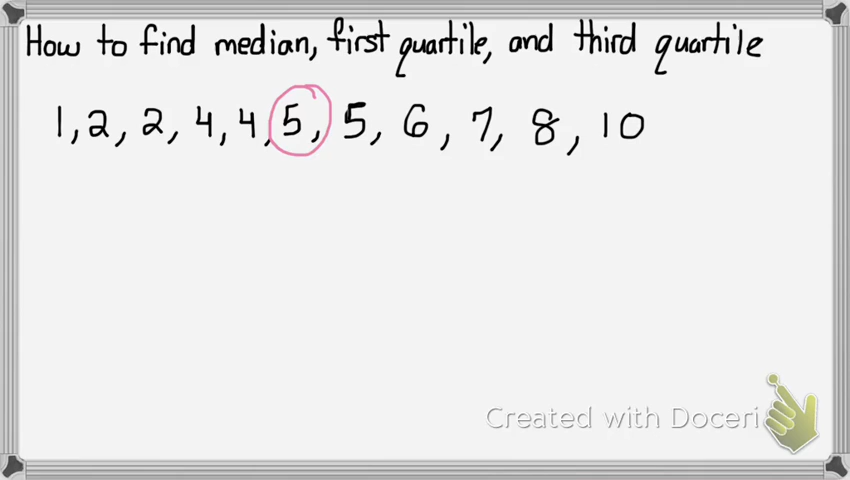 How to find median, first quartile, and third quartile
1, 2, 2, 4, 4, 5, 5, 6, 7, 8, 10
Created with Doceri